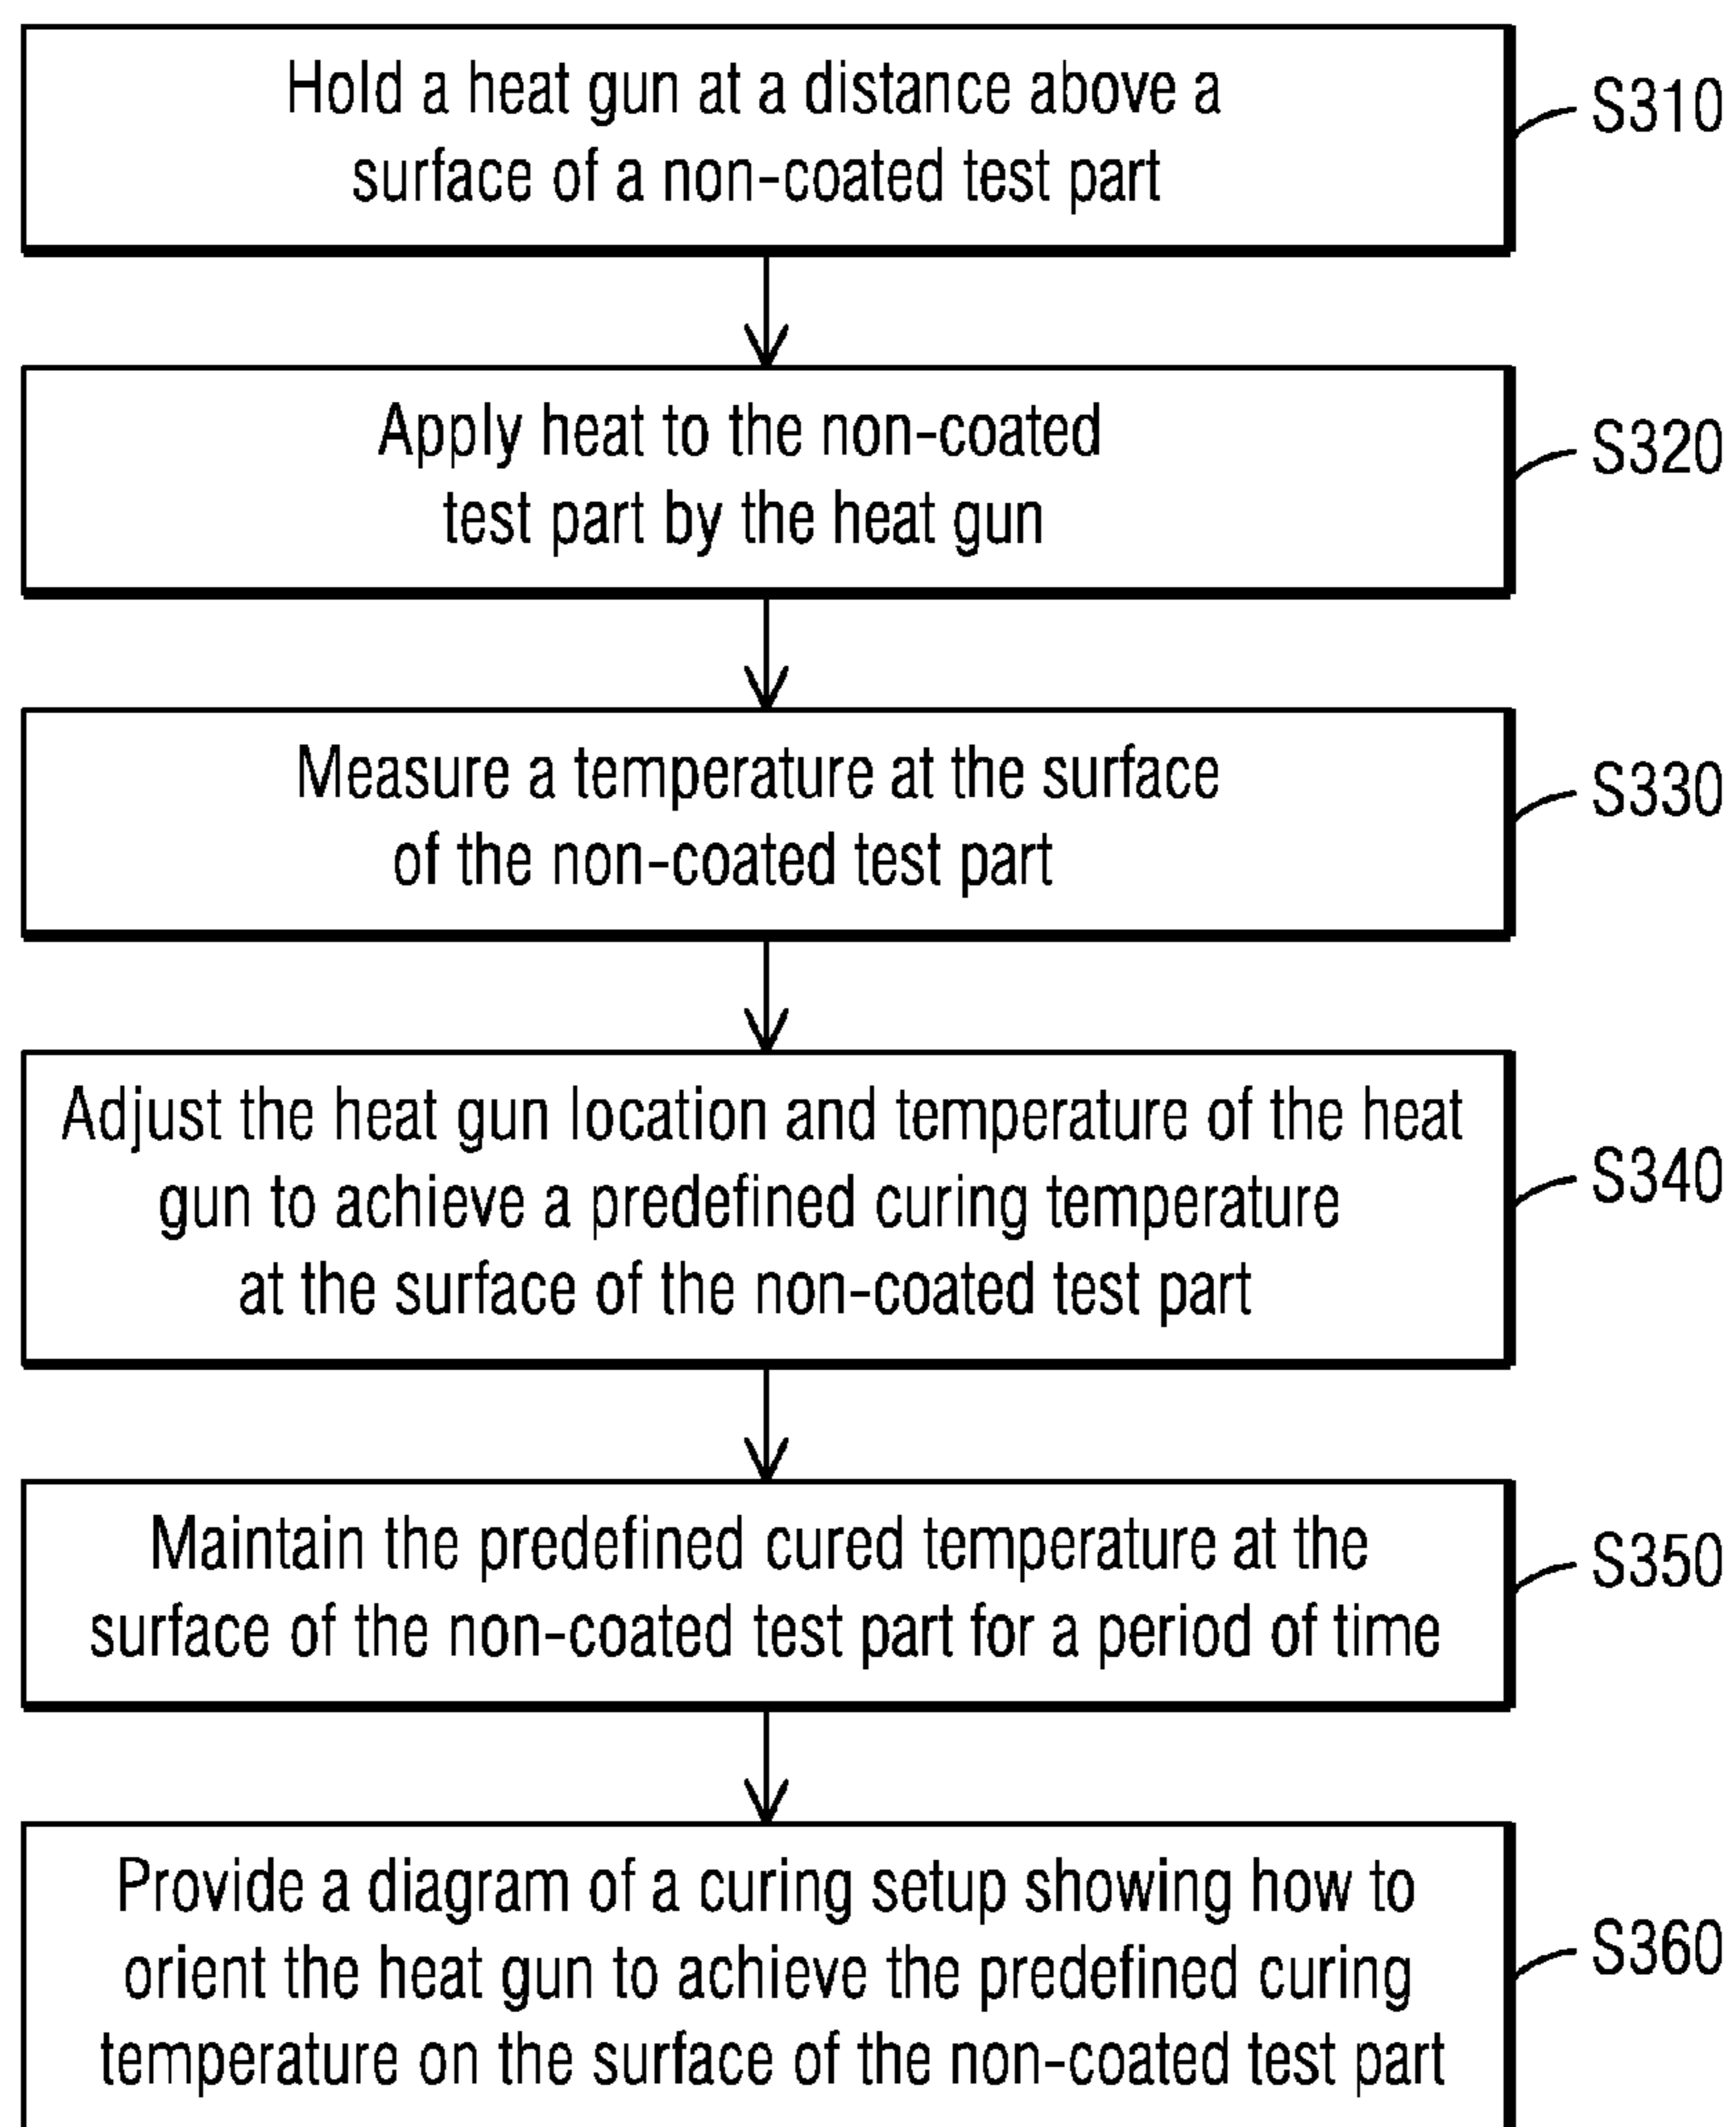 Hold a heat gun at a distance above a
surface of a non-coated test part
S310
Apply heat to the non-coated
test part by the heat gun
S320
Measure a temperature at the surface
of the non-coated test part
S330
Adjust the heat gun location and temperature of the heat
gun to achieve a predefined curing temperature
at the surface of the non-coated test part
S340
Maintain the predefined cured temperature at the
surface of the non-coated test part for a period of time
S350
Provide a diagram of a curing setup showing how to
orient the heat gun to achieve the predefined curing
temperature on the surface of the non-coated test part
S360